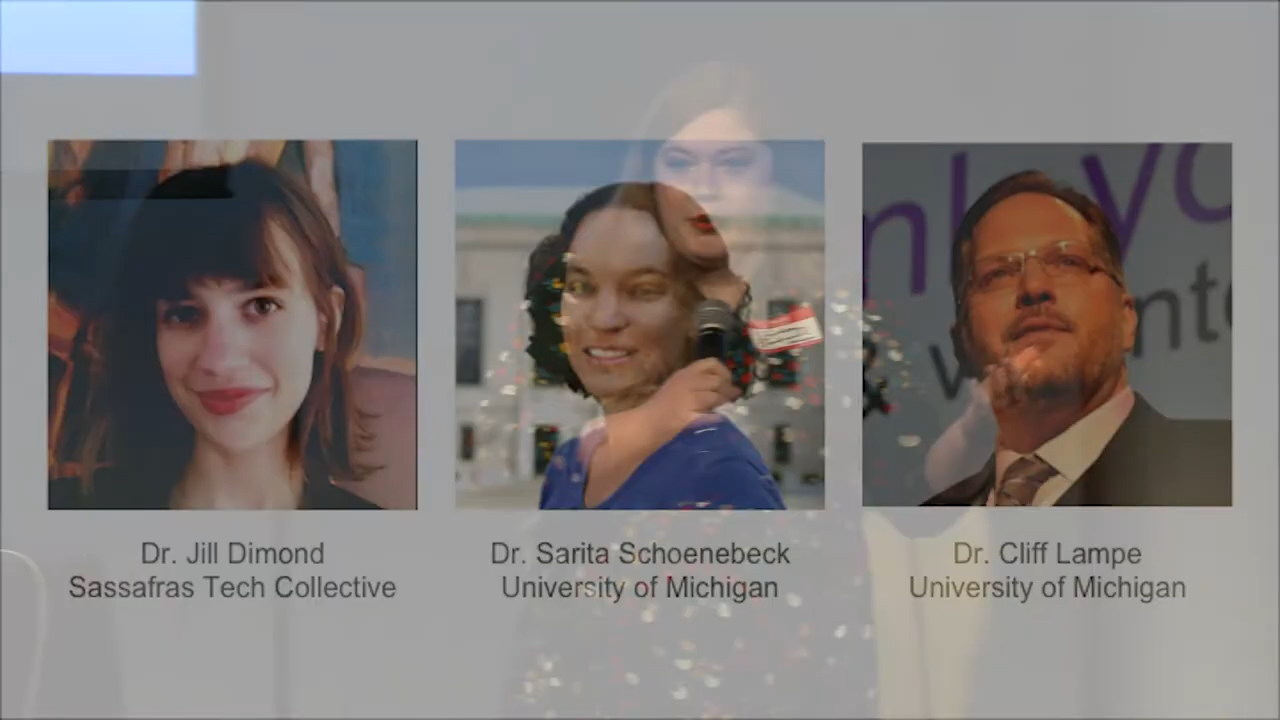 Dr. Jill Dimond
Sassafras Tech Collective
Dr. Sarita Schoenebeck
University of Michigan
Dr. Cliff Lampe
University of Michigan